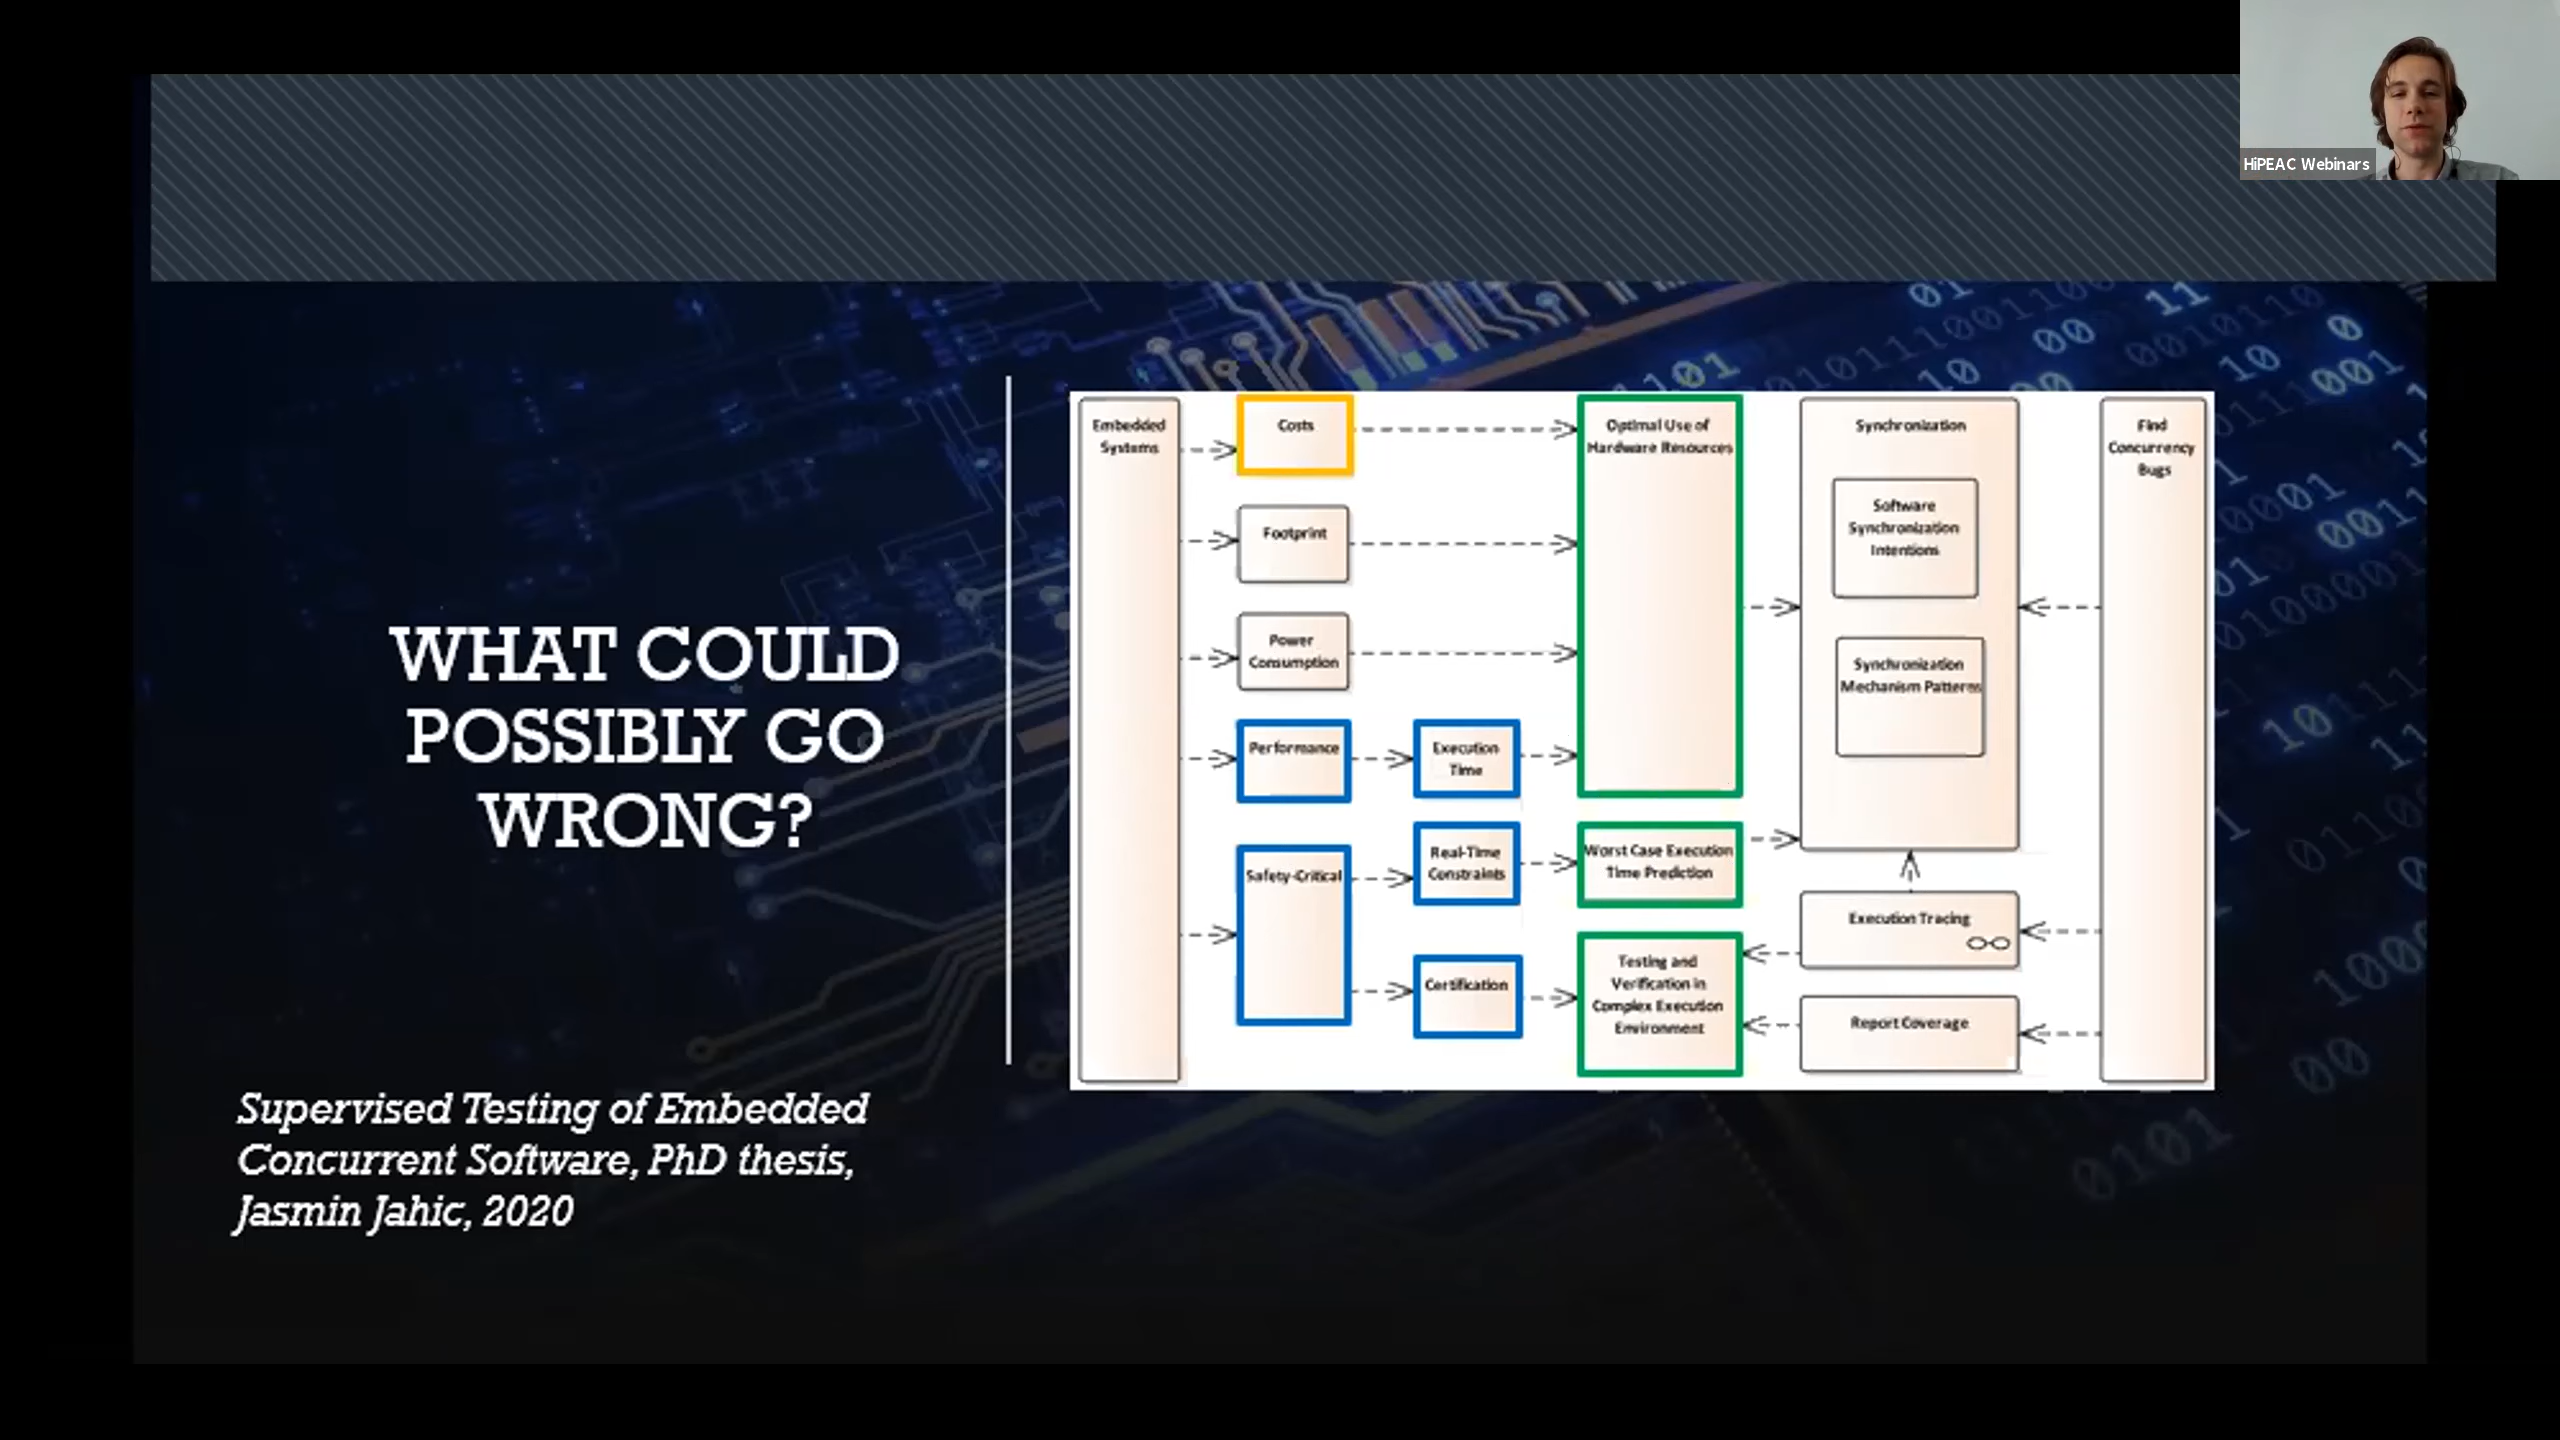 HiPEAC Webinars
WHAT COULD
POSSIBLY GO
WRONG?
Supervised Testing of Embedded
Concurrent Software, PhD thesis,
Jasmin Jahic, 2020
Embedded
Systems
Costs
Footprint
Power
Consumption
Performance
Safety-Critical
Execution
Time
Real-Time
Constraints
Certification
Optimal Use of
Hardware Resources
Worst Case Execution
Time Prediction
Testing and
Verification in
Complex Execution
Environment
Synchronization
Software
Synchronization
Intentions
Synchronization
Mechanism Patterns
Execution Tracing
Report Coverage
Find
Concurrency
Bugs